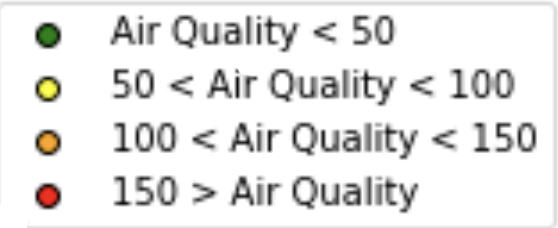 Air Quality < 50
50 < Air Quality < 100
100 < Air Quality < 150
150 > Air Quality